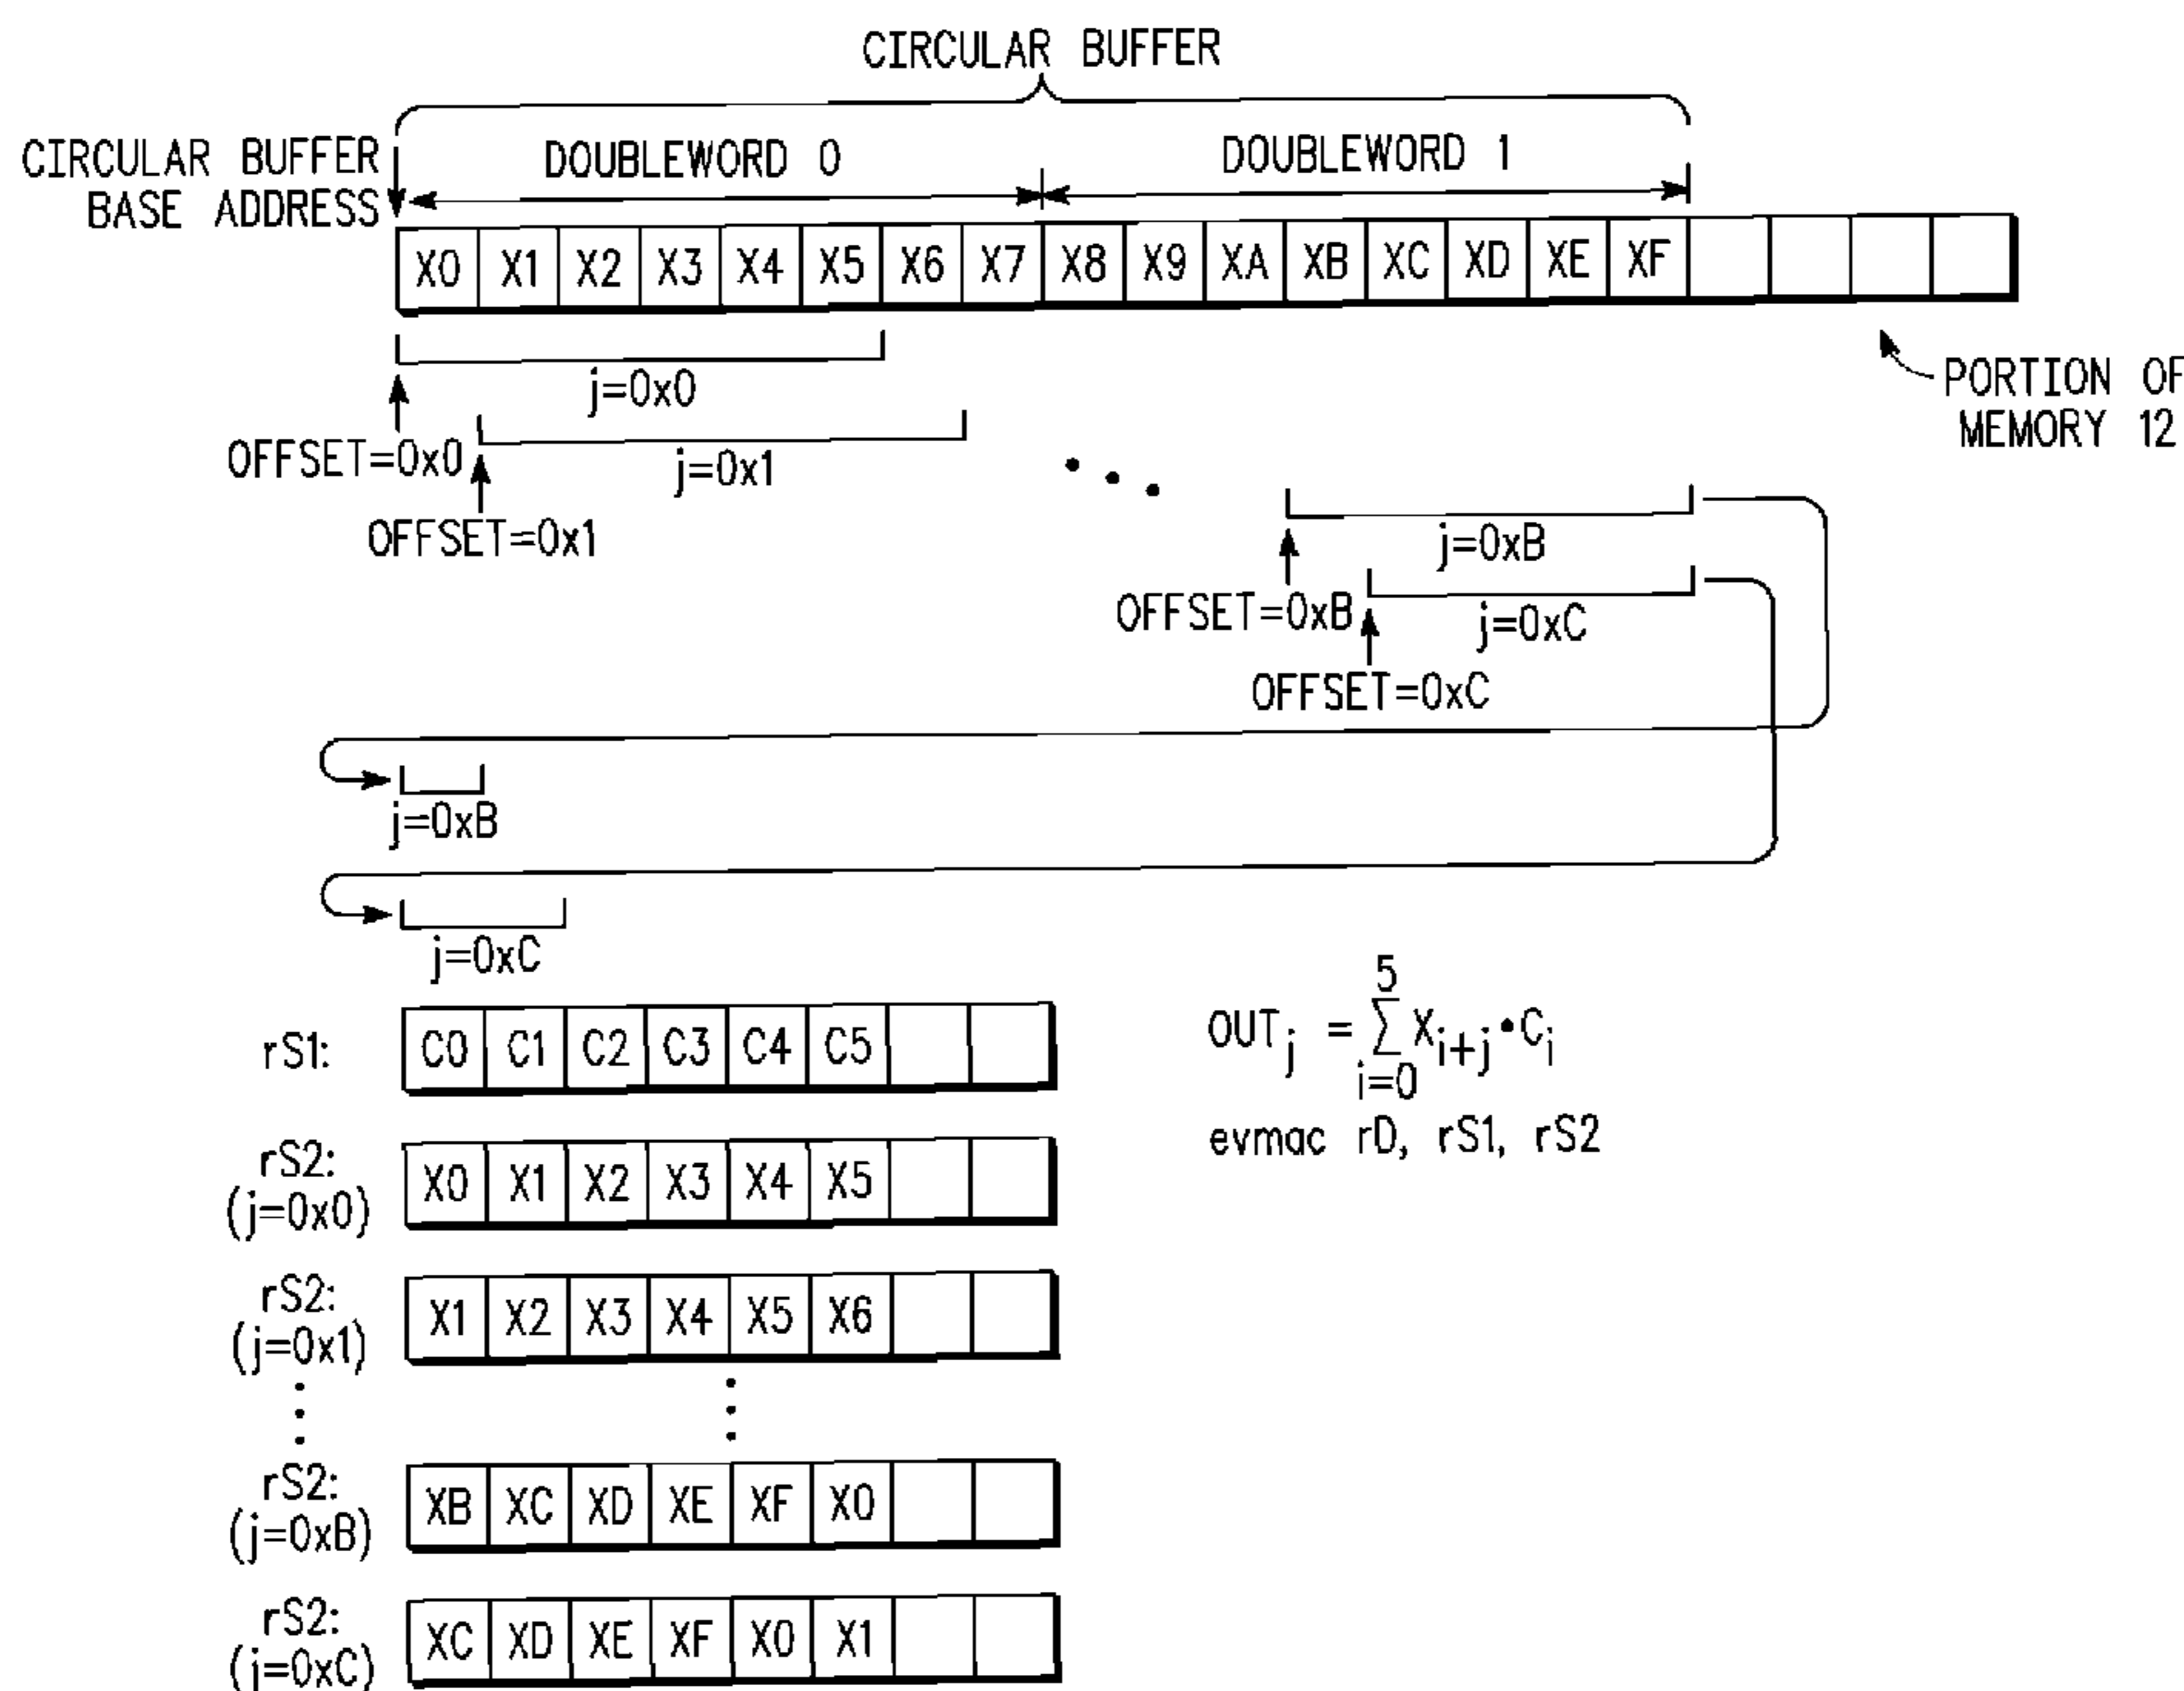 CIRCULAR BUFFER
CIRCULAR BUFFER
BASE ADDRESS
DOUBLEWORD 0
DOUBLEWORD 1
X0 X1 X2 X3 X4 X5 X6 X7 X8 X9 XA XB XC XD XE XF
j=0x0
OFFSET=0x0
j=0x1
OFFSET=0x1
PORTION OF
MEMORY 12
j=0xB
OFFSET=0xB
j=0xC
OFFSET=0xC
j=0xB
j=0xC
rS1:
C0 C1 C2 C3 C4 C5
rS2:
(j=0x0)
X0 X1 X2 X3 X4 X5
rS2:
(j=0x1)
X1 X2 X3 X4 X5 X6
rS2:
(j=0xB)
XB XC XD XE XF X0
rS2:
(j=0xC)
XC XD XE XF X0 X1
5
OUTj = ∑ Xi+j•Ci
i=0
evmac rD, rS1, rS2